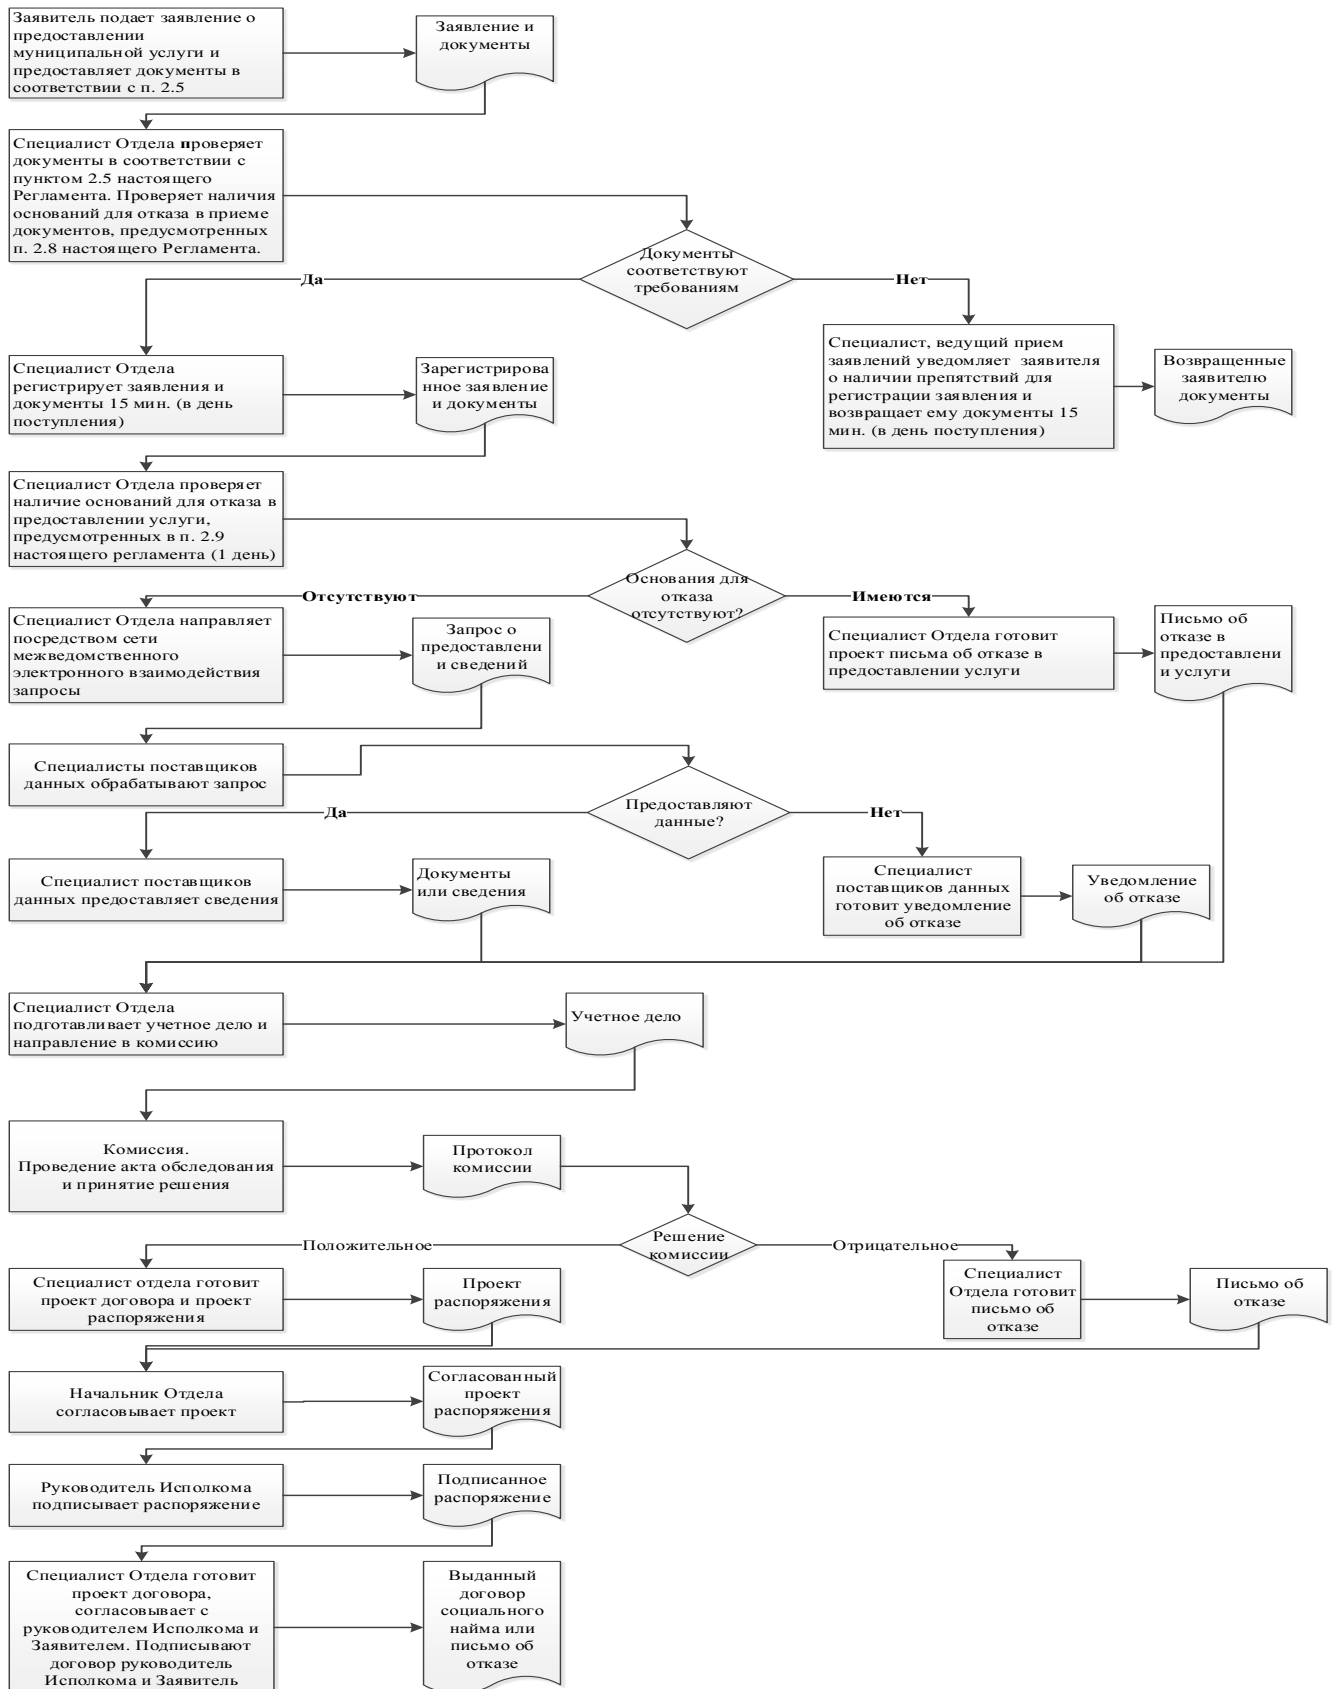 Заявитель подает заявление о
предоставлении
муниципальной услуги и
предоставляет документы в
соответствии с п. 2.5
Заявление и
документы
Специалист Отдела проверяет
документы в соответствии с
пунктом 2.5 настоящего
Регламента. Проверяет наличия
оснований для отказа в приеме
документов, предусмотренных
п. 2.8 настоящего Регламента.
Документы
соответствуют
требованиям
Да
Нет
Специалист Отдела
регистрирует заявления и
документы 15 мин. (в день
поступления)
Зарегистрирова
нное заявление
и документы
Специалист, ведущий прием
заявлений уведомляет заявителя
о наличии препятствий для
регистрации заявления и
возвращает ему документы 15
мин. (в день поступления)
Возвращенные
заявителю
документы
Специалист Отдела проверяет
наличие оснований для отказа в
предоставлении услуги,
предусмотренных в п. 2.9
настоящего регламента (1 день)
Основания для
отказа
отсутствуют?
Отсутствуют
Имеются
Специалист Отдела направляет
посредством сети
межведомственного
электронного взаимодействия
запросы
Запрос о
предоставлени
и сведений
Специалист Отдела готовит
проект письма об отказе в
предоставлении услуги
Письмо об
отказе в
предоставлени
и услуги
Специалисты поставщиков
данных обрабатывают запрос
Предоставляют
данные?
Да
Нет
Специалист поставщиков
данных предоставляет сведения
Документы
или сведения
Специалист
поставщиков данных
готовит уведомление
об отказе
Уведомление
об отказе
Специалист Отдела
подготавливает учетное дело и
направление в комиссию
Учетное дело
Комиссия.
Проведение акта обследования
и принятие решения
Протокол
комиссии
Решение
комиссии
Положительное
Отрицательное
Специалист отдела готовит
проект договора и проект
распоряжения
Проект
распоряжения
Специалист
Отдела готовит
письмо об
отказе
Письмо об
отказе
Начальник Отдела
согласовывает проект
Согласованный
проект
распоряжения
Руководитель Исполкома
подписывает распоряжение
Подписанное
распоряжение
Специалист Отдела готовит
проект договора,
согласовывает с
руководителем Исполкома и
Заявителем. Подписывают
договор руководитель
Исполкома и Заявитель
Выданный
договор
социального
найма или
письмо об
отказе